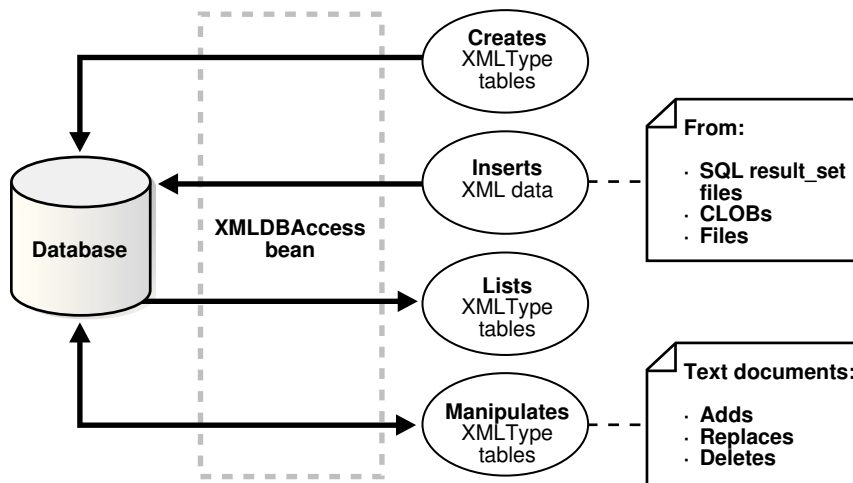 Creates
XMLType
tables
From:
· SQL result_set
files
· CLOBs
· Files
Inserts
XML data
Database
XMLDBAccess
bean
Lists
XMLType
tables
Text documents:
· Adds
· Replaces
· Deletes
Manipulates
XMLType
tables